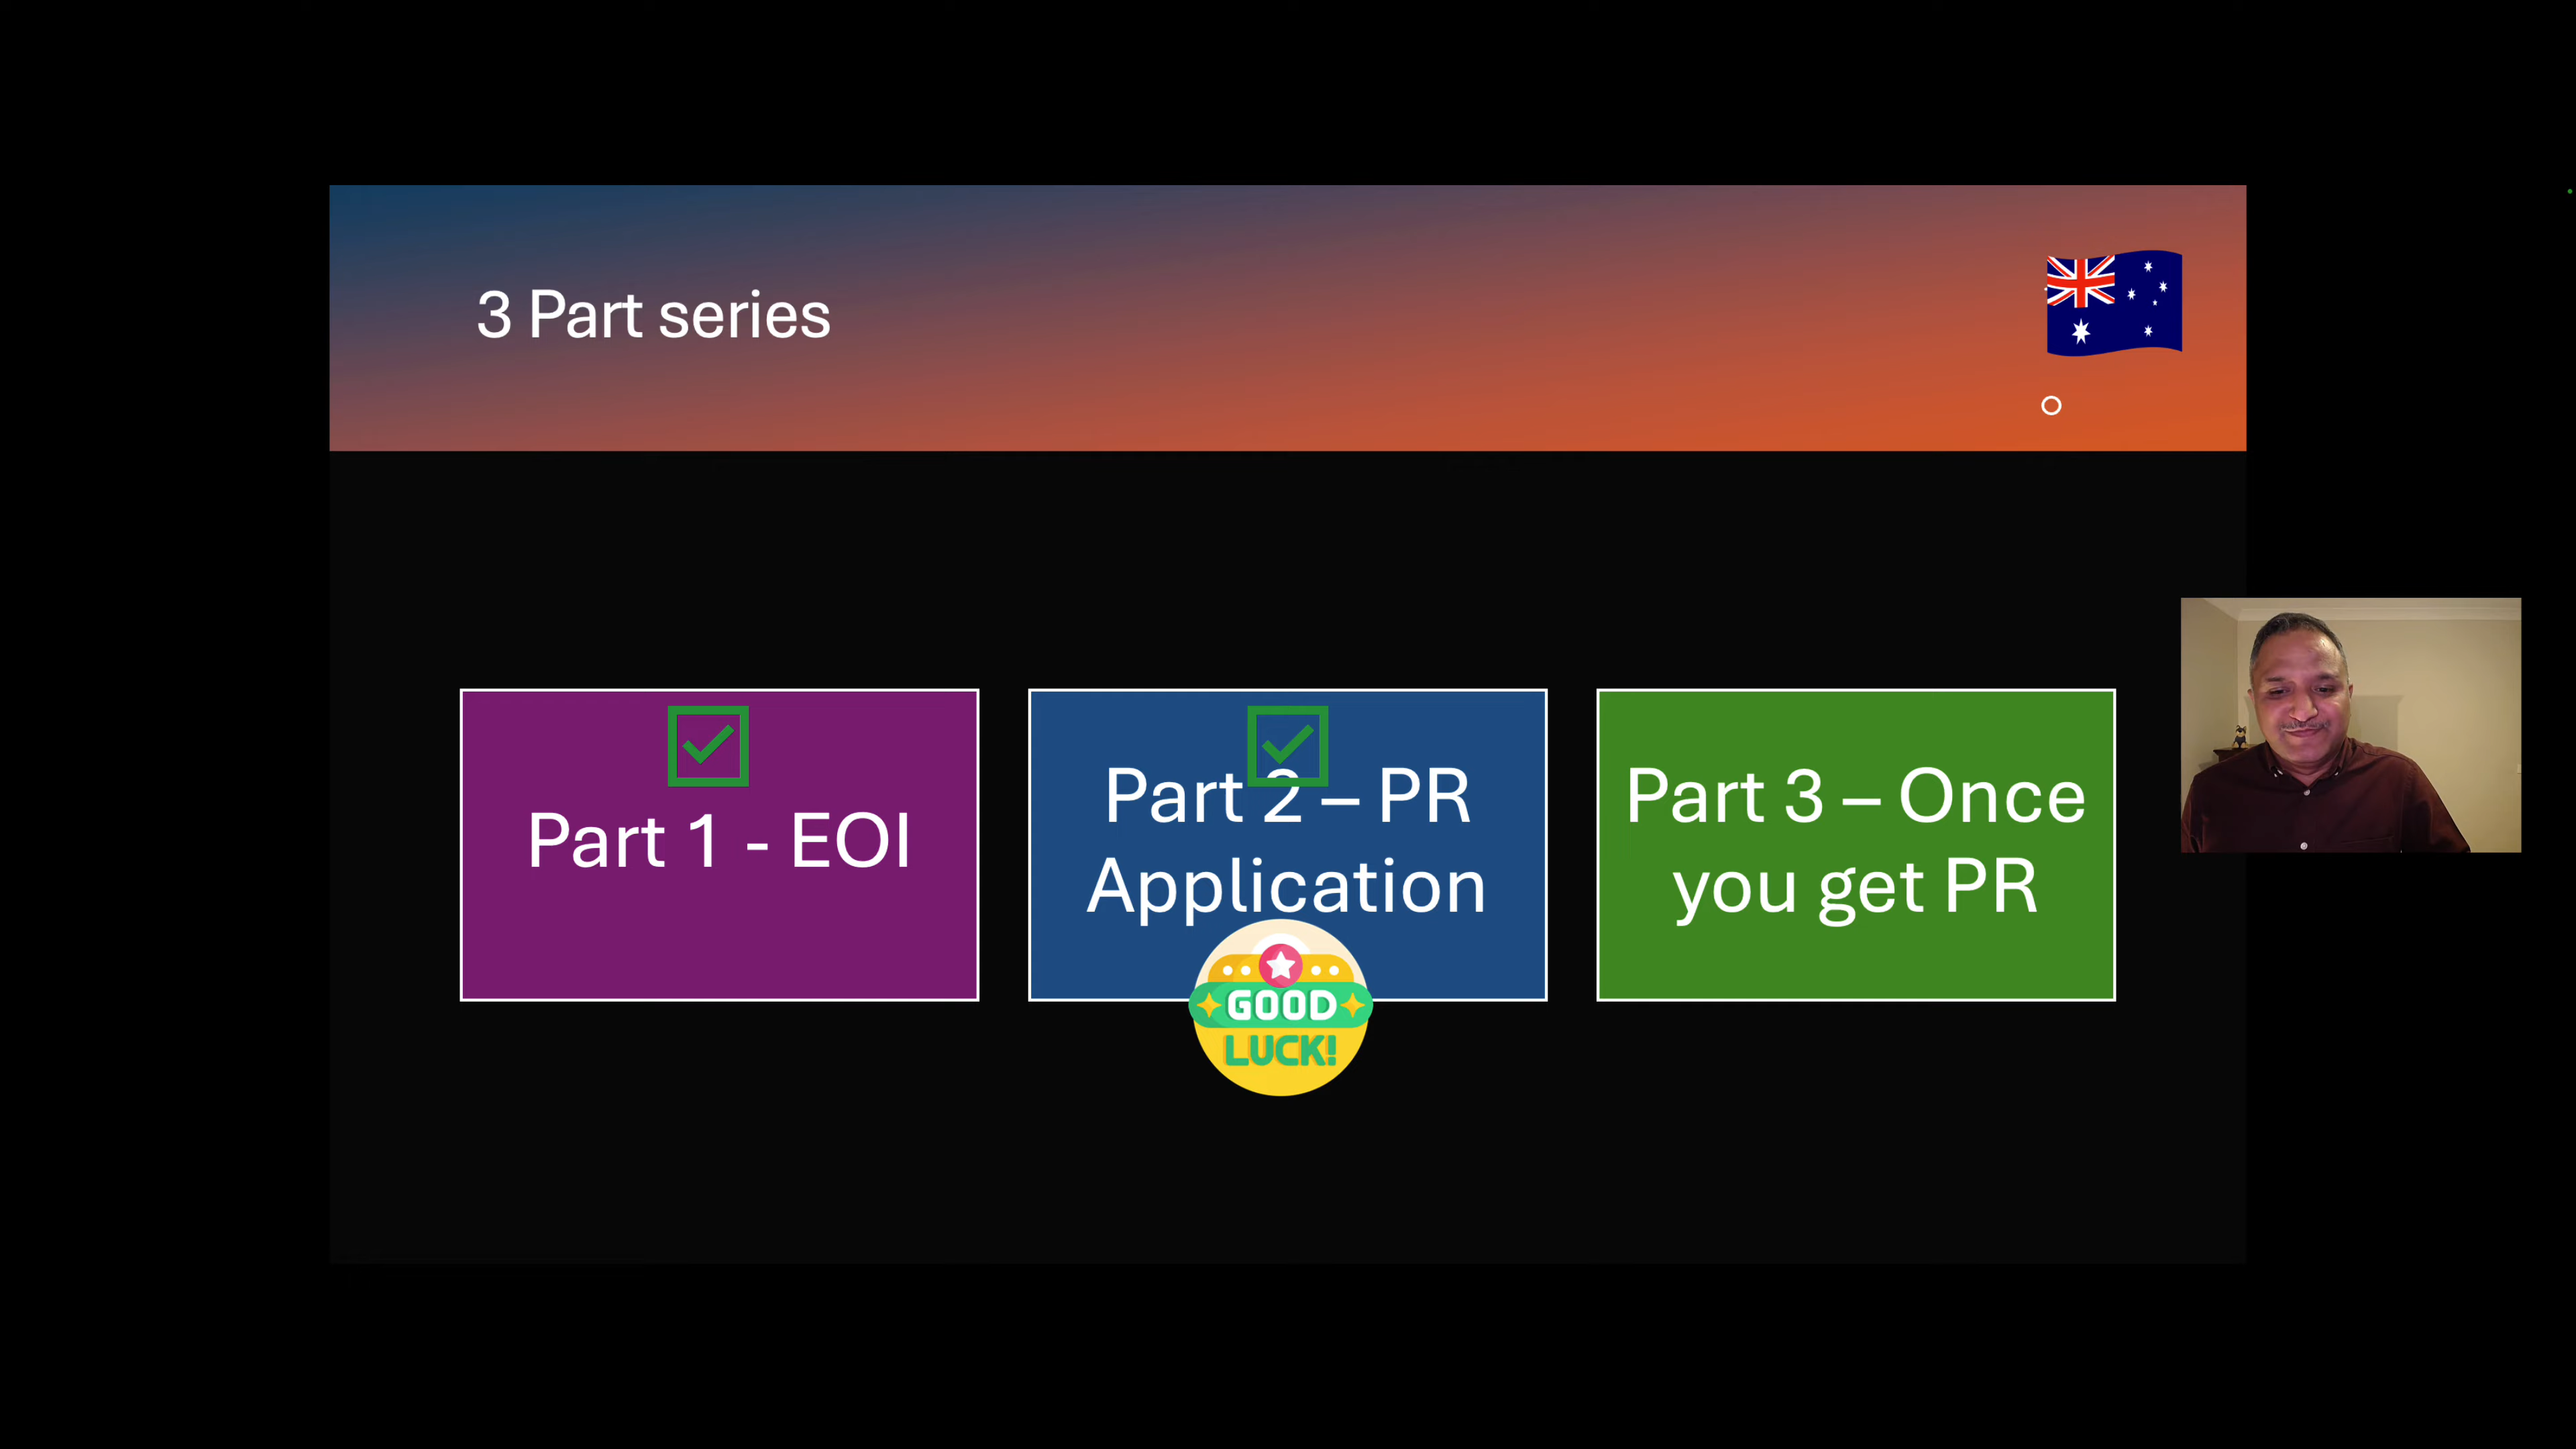 3 Part series
Part 1 - EOI
Part 2 – PR
Application
GOOD
LUCK!
Part 3 – Once
you get PR